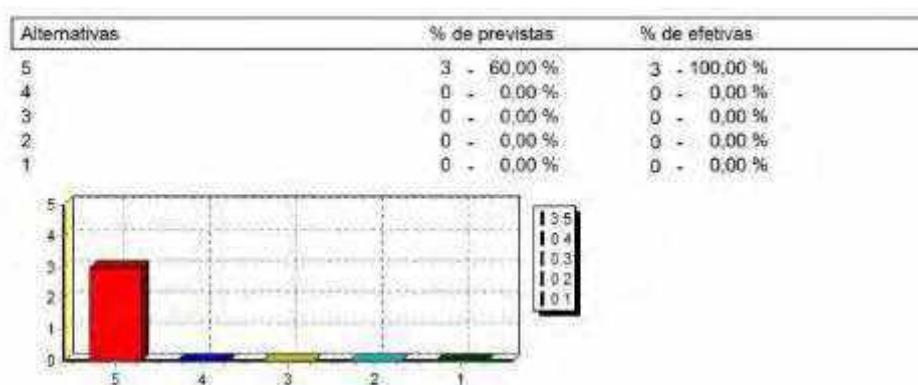 Alternativas % de previstas % de efetivas
5 3 - 60,00 % 3 - 100,00 %
4 0 - 0,00 % 0 - 0,00 %
3 0 - 0,00 % 0 - 0,00 %
2 0 - 0,00 % 0 - 0,00 %
1 0 - 0,00 % 0 - 0,00 %
5
4
3
2
1
0
5 4 3 2 1
3 5
0 4
0 3
0 2
0 1